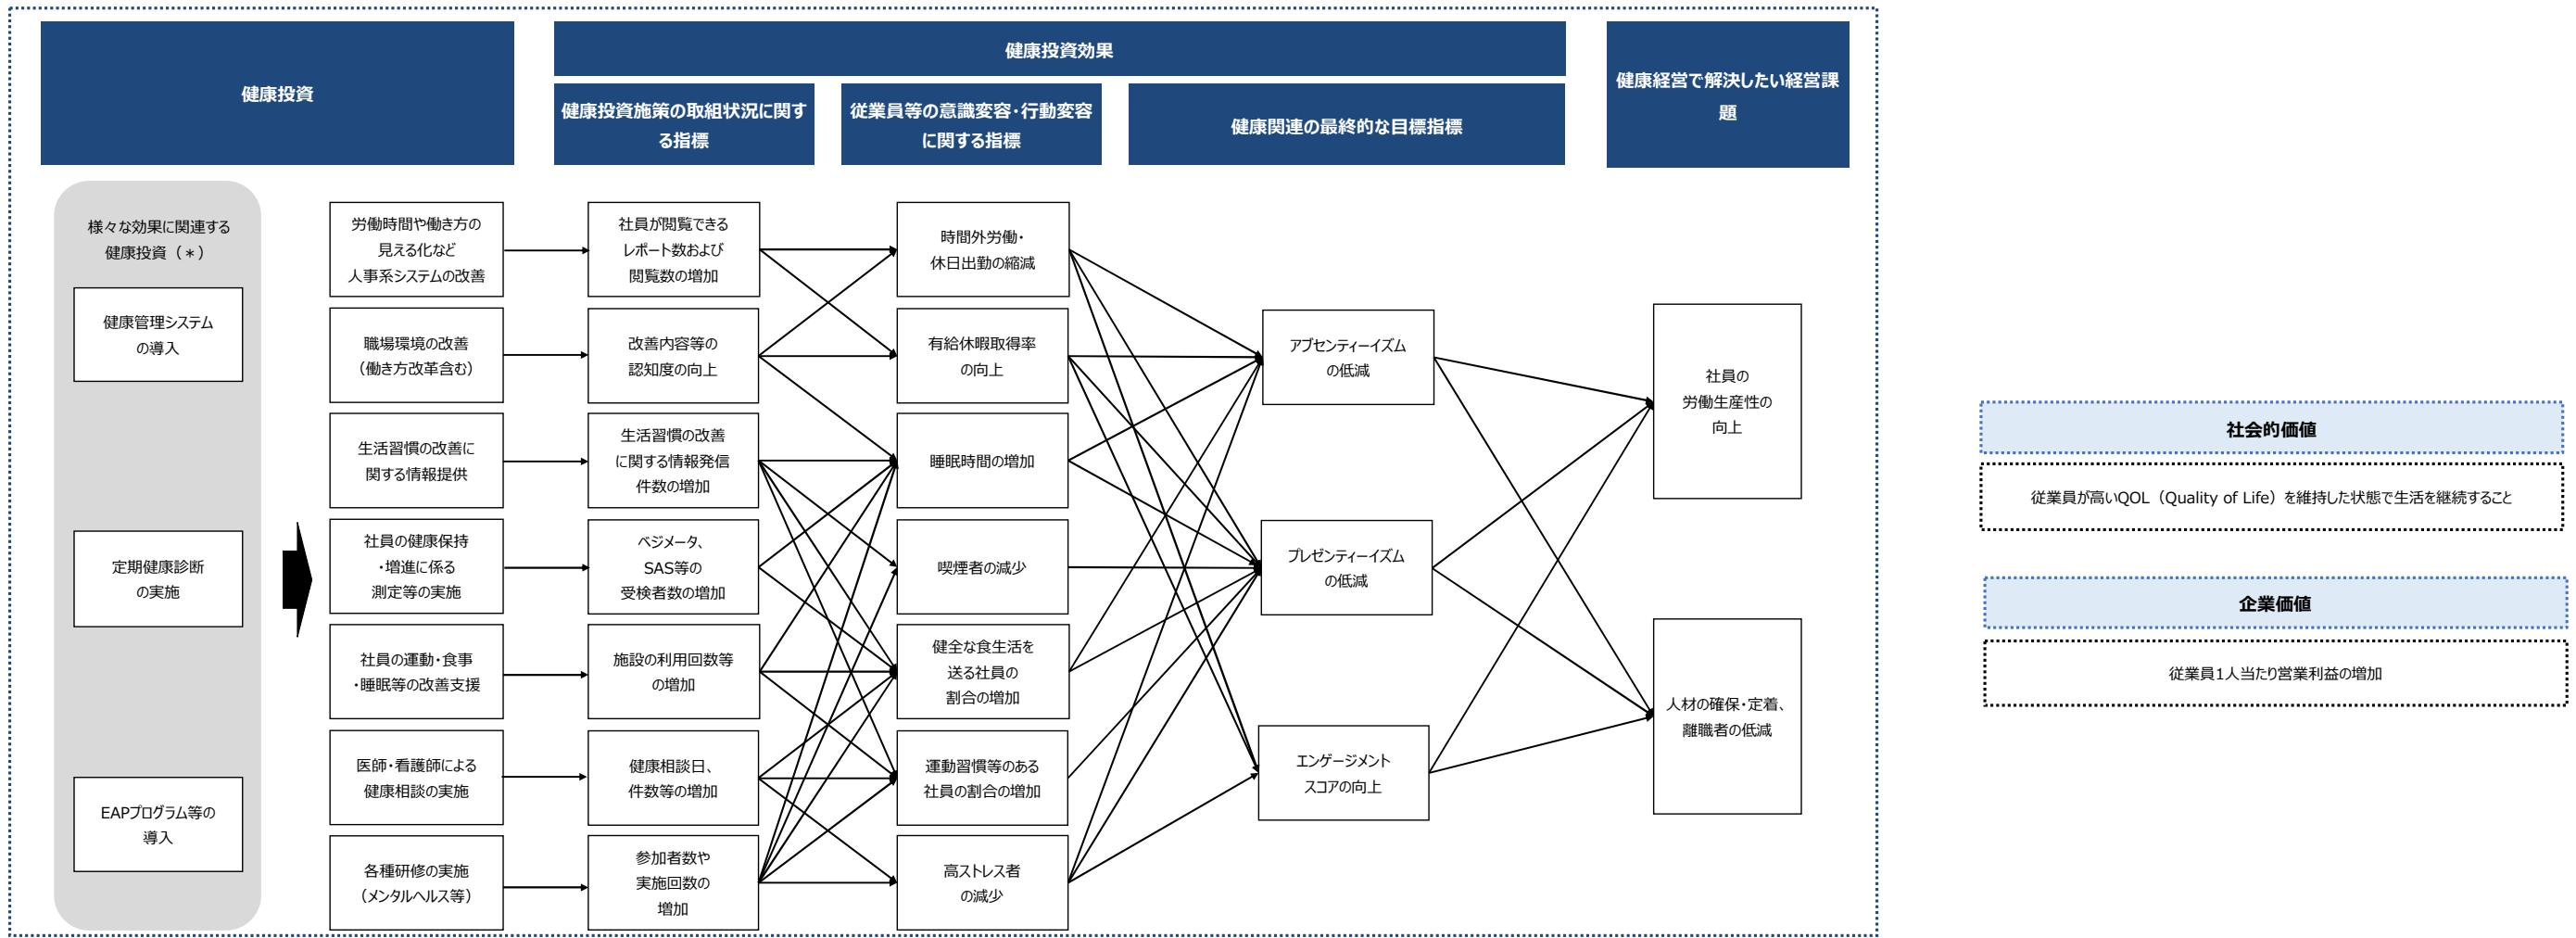 健康投資
健康投資効果
健康投資施策の取組状況に関す
る指標
従業員等の意識変容・行動変容
に関する指標
健康関連の最終的な目標指標
健康経営で解決したい経営課
題
様々な効果に関連する
健康投資（＊）
健康管理システム
の導入
定期健康診断
の実施
EAPプログラム等の
導入
労働時間や働き方の
見える化など
人事系システムの改善
職場環境の改善
（働き方改革含む）
生活習慣の改善に
関する情報提供
社員の健康保持
・増進に係る
測定等の実施
社員の運動・食事
・睡眠等の改善支援
医師・看護師による
健康相談の実施
各種研修の実施
（メンタルヘルス等）
社員が閲覧できる
レポート数および
閲覧数の増加
改善内容等の
認知度の向上
生活習慣の改善
に関する情報発信
件数の増加
ベジメータ、
SAS等の
受検者数の増加
施設の利用回数等
の増加
健康相談日、
件数等の増加
参加者数や
実施回数の
増加
時間外労働・
休日出勤の縮減
有給休暇取得率
の向上
睡眠時間の増加
喫煙者の減少
健全な食生活を
送る社員の
割合の増加
運動習慣等のある
社員の割合の増加
高ストレス者
の減少
アブセンティーイズム
の低減
プレゼンティーイズム
の低減
エンゲージメント
スコアの向上
社員の
労働生産性の
向上
人材の確保・定着、
離職者の低減
社会的価値
従業員が高いQOL（Quality of Life）を維持した状態で生活を継続すること
企業価値
従業員1人当たり営業利益の増加